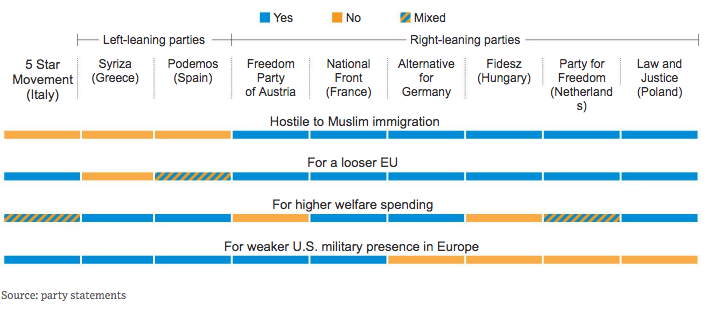 Yes No Mixed
Left-leaning parties Right-leaning parties
5 Star
Movement
(Italy)
Syriza
(Greece)
Podemos
(Spain)
Freedom
Party
of Austria
National
Front
(France)
Alternative
for
Germany
Fidesz
(Hungary)
Party for
Freedom
(Netherland
s)
Law and
Justice
(Poland)
Hostile to Muslim immigration
For a looser EU
For higher welfare spending
For weaker U.S. military presence in Europe
Source: party statements